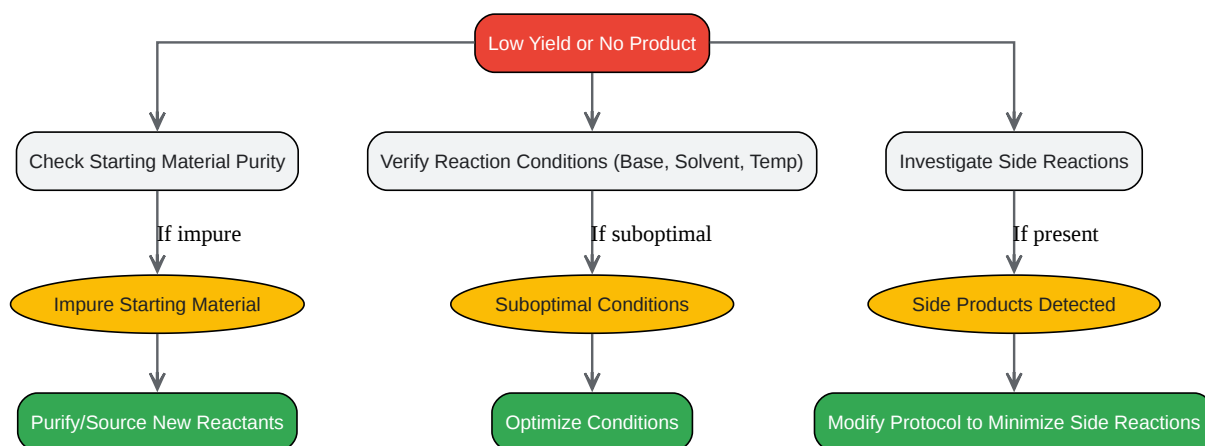 Low Yield or No Product
Check Starting Material Purity
Verify Reaction Conditions (Base, Solvent, Temp)
Investigate Side Reactions
If impure
If suboptimal
If present
Impure Starting Material
Suboptimal Conditions
Side Products Detected
Purify/Source New Reactants
Optimize Conditions
Modify Protocol to Minimize Side Reactions